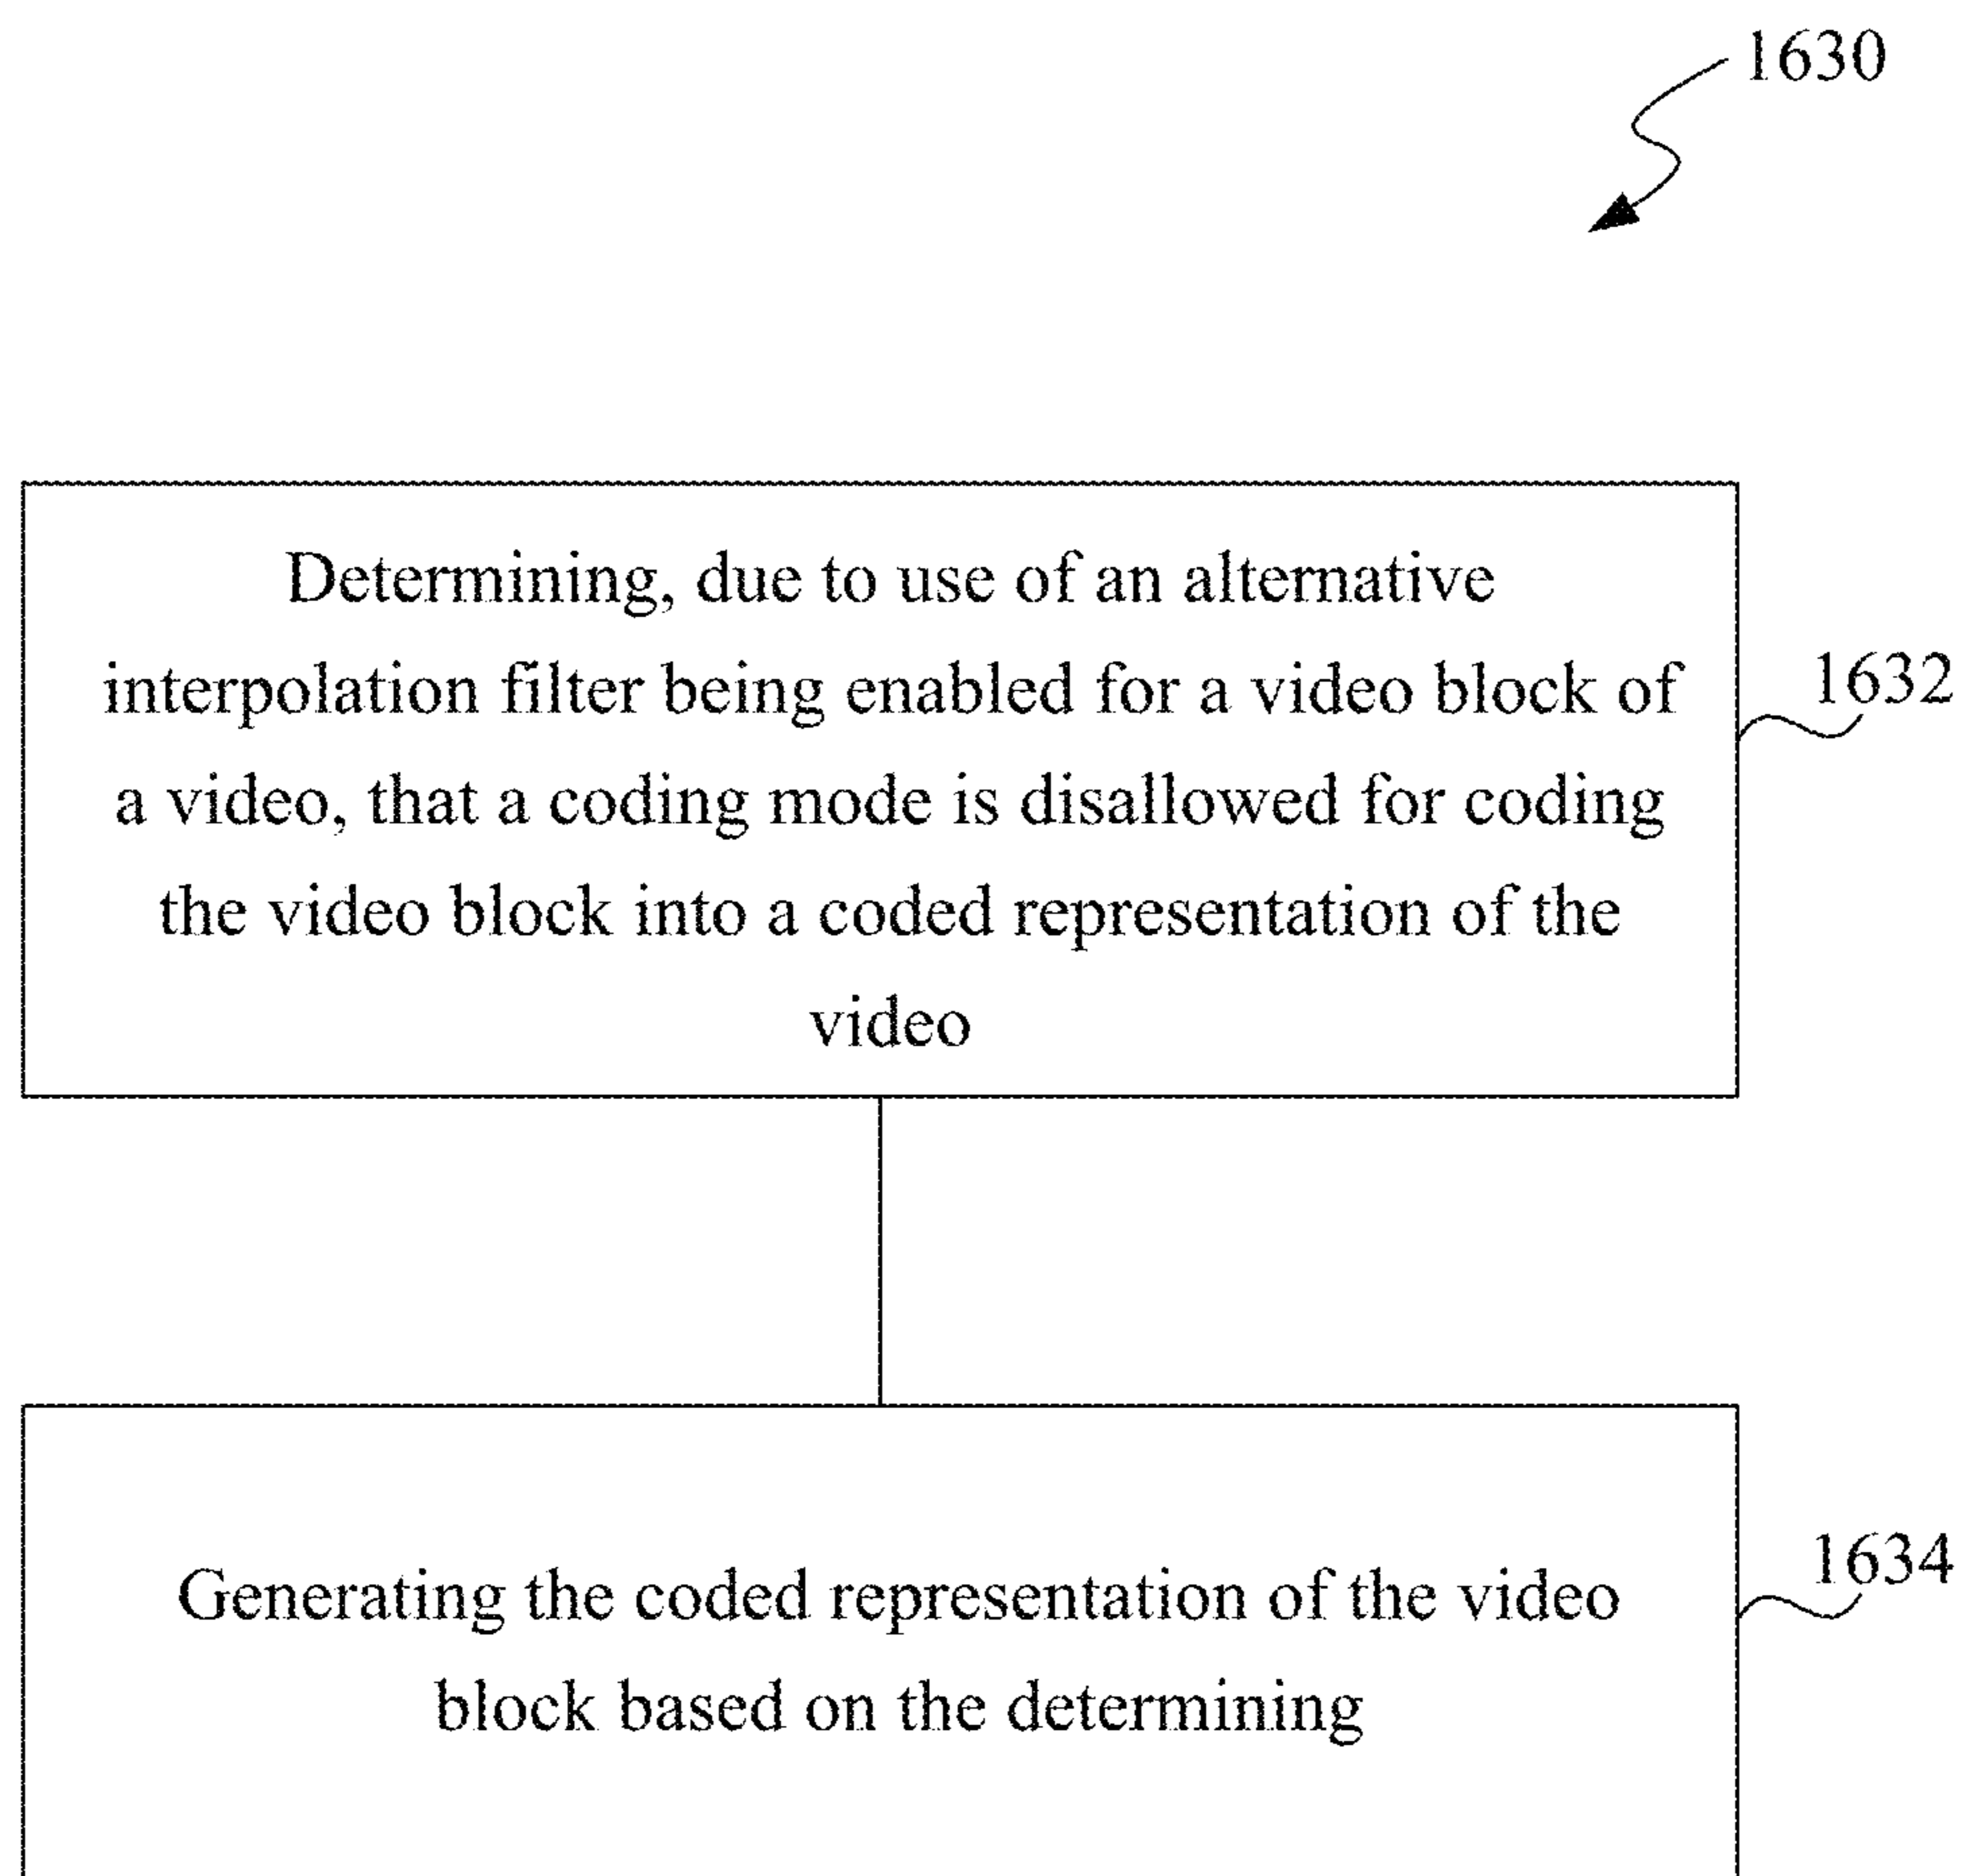 1630
Determining, due to use of an alternative
interpolation filter being enabled for a video block of
a video, that a coding mode is disallowed for coding
the video block into a coded representation of the
video
1632
Generating the coded representation of the video
block based on the determining
1634